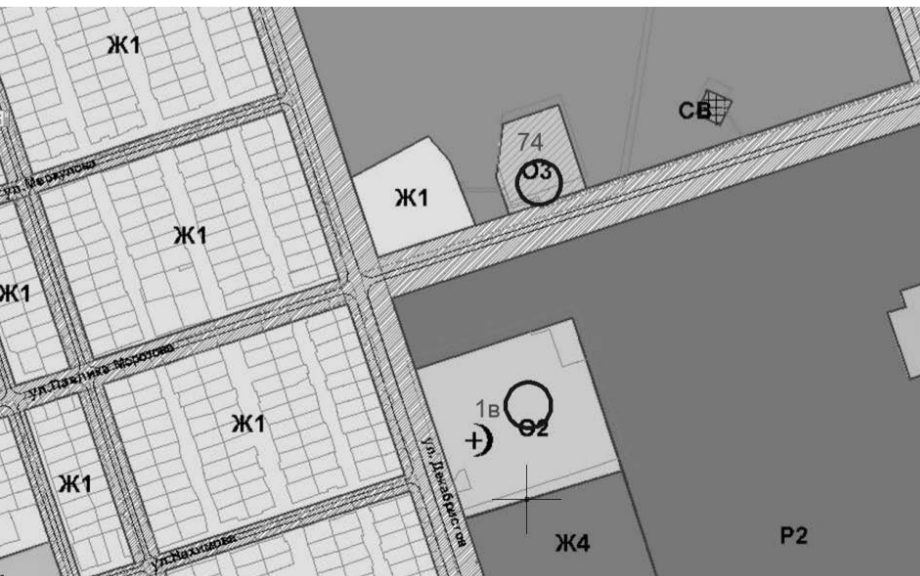 Ж1
74
О3
СВ
Ж1
ул. Меркулова
Ж1
Ж1
ул.Павлика Морозова
1в
О2
Ж1
ул. Декабристов
Ж1
ул.Нахимова
Ж4
Р2